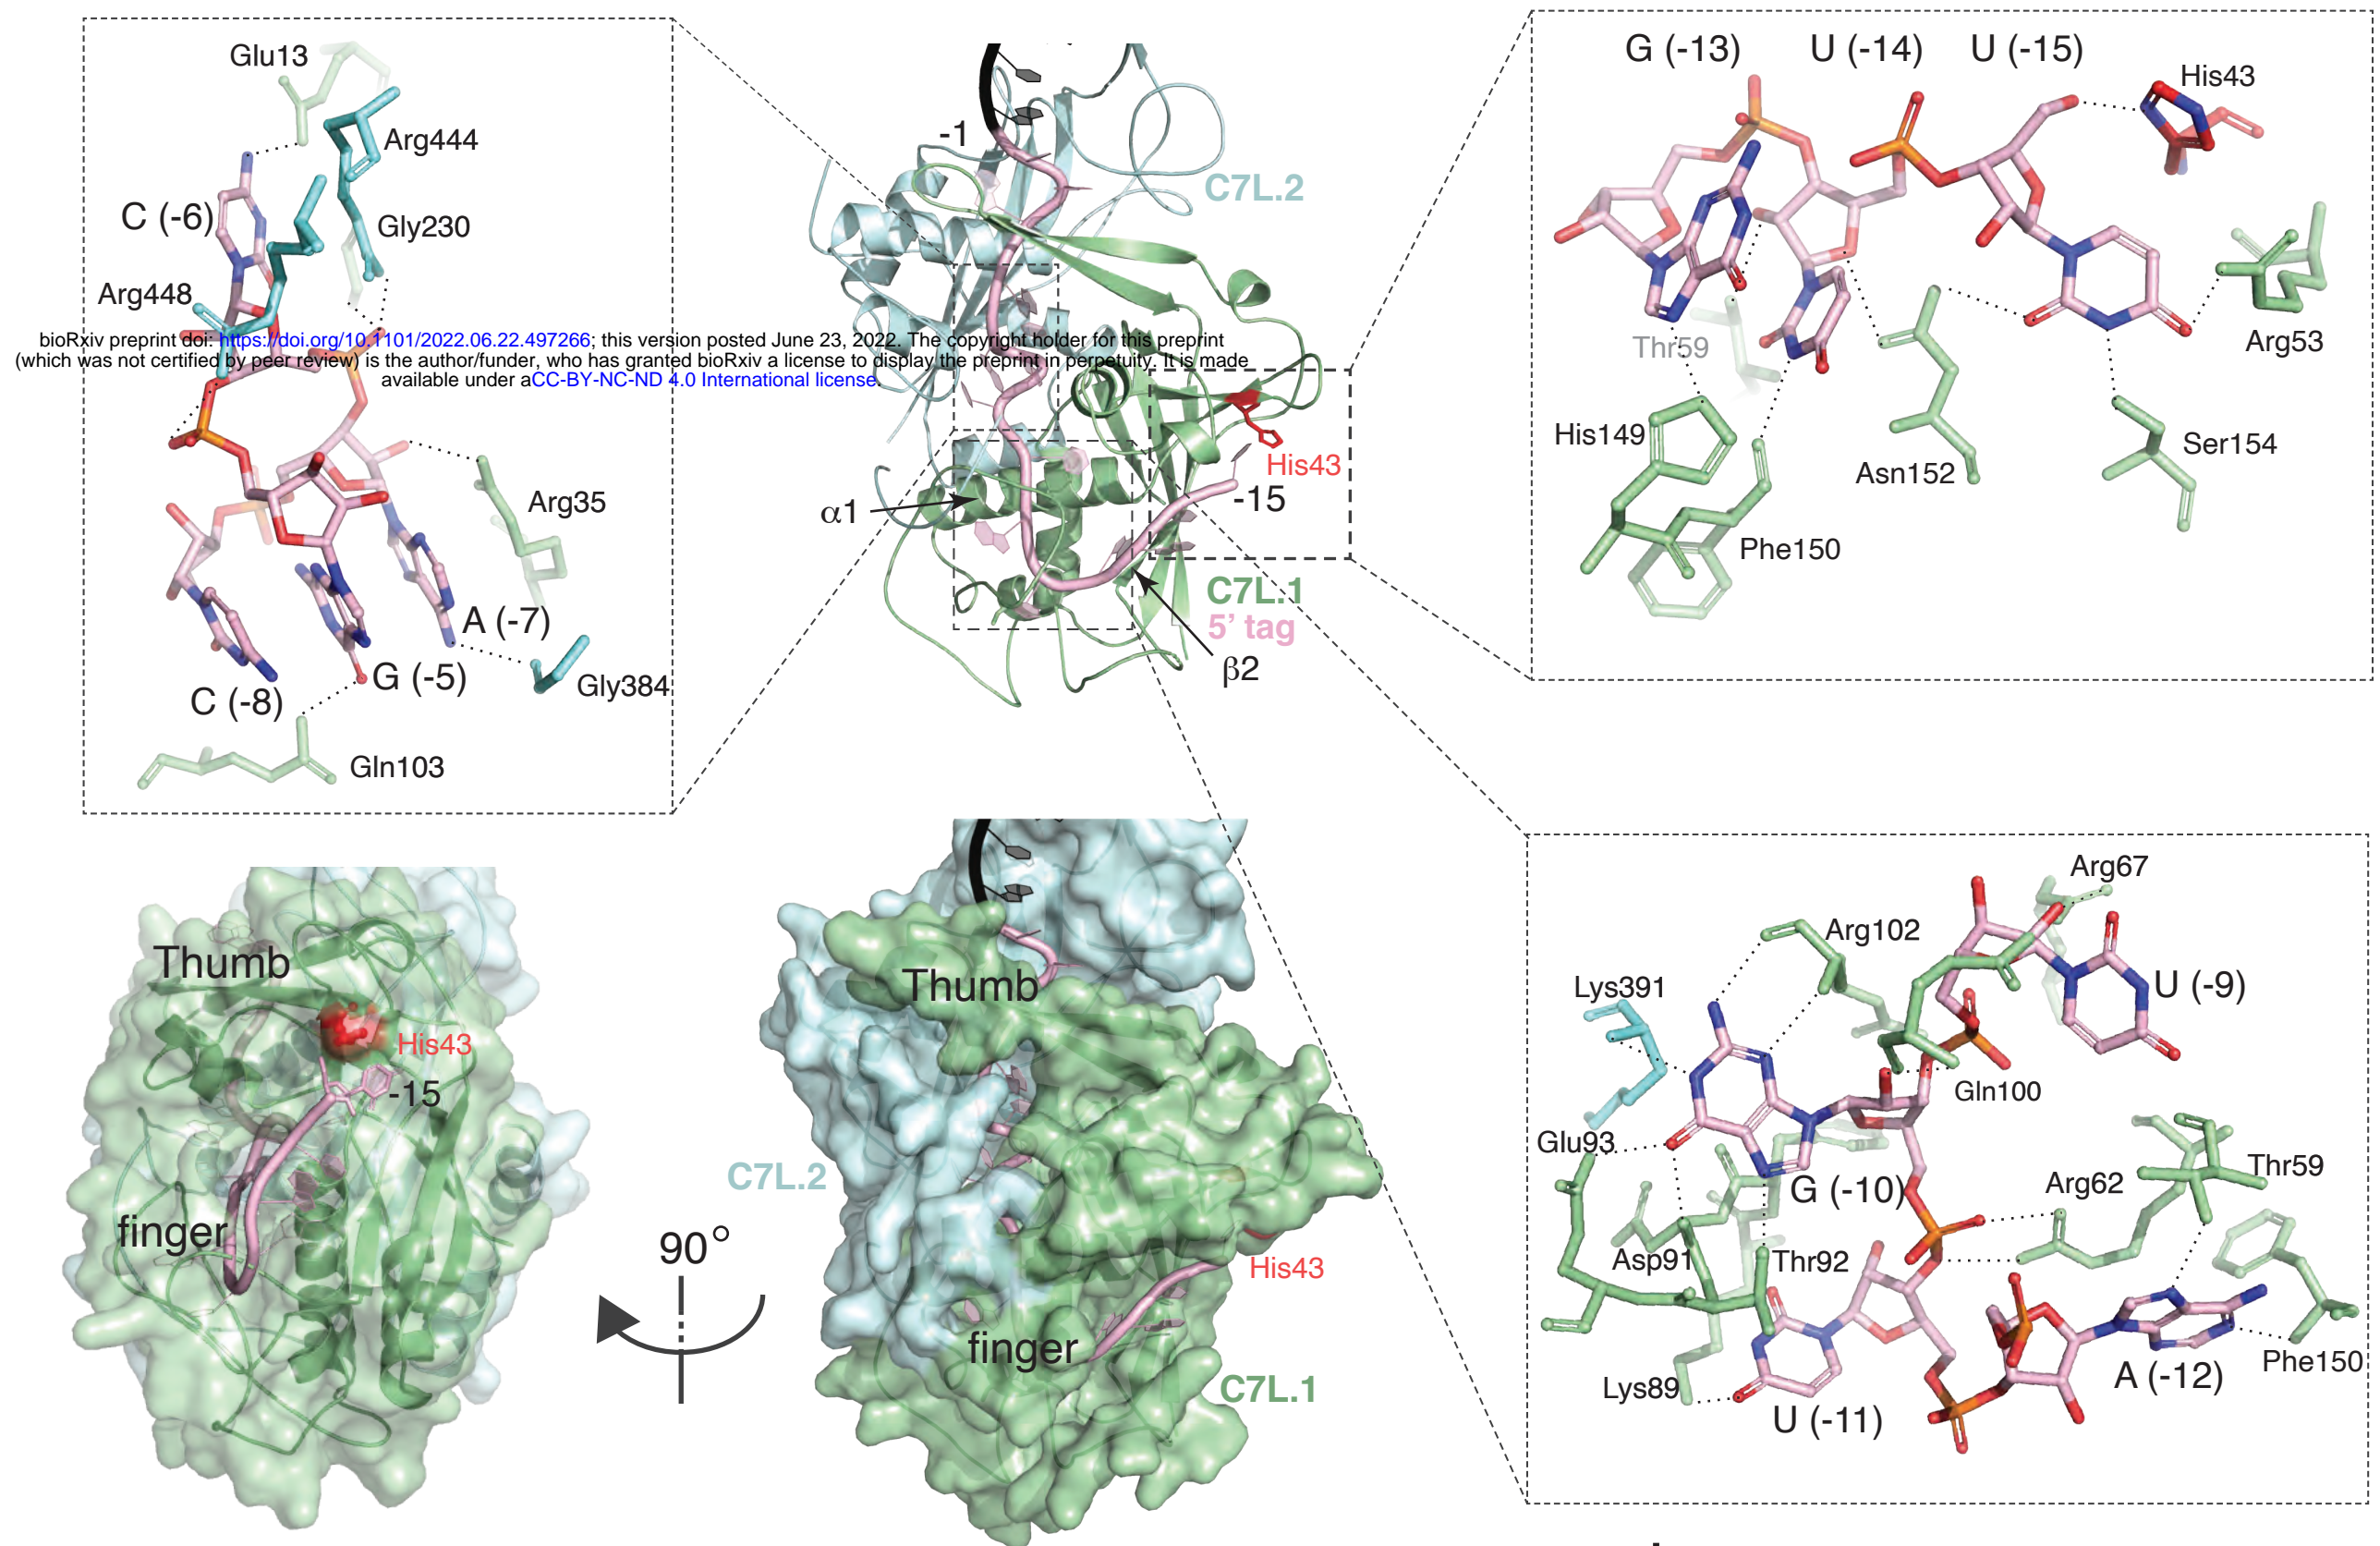 Glu13
Arg444
C (-6)
Gly230
Arg448
bioRxiv preprint doi: https://doi.org/10.1101/2022.06.22.497266; this version posted June 23, 2022. The copyright holder for this preprint
(which was not certified by peer review) is the author/funder, who has granted bioRxiv a license to display the preprint in perpetuity. It is made
available under aCC-BY-NC-ND 4.0 International license.
Arg35
A (-7)
G (-5)
Gly384
C (-8)
Gln103
-1
C7L.2
His43
-15
α1
C7L.1
5’ tag
β2
G (-13)
U (-14)
U (-15)
His43
Thr59
Arg53
His149
Asn152
Ser154
Phe150
Thumb
His43
-15
finger
90°
Thumb
C7L.2
His43
finger
C7L.1
Arg67
Arg102
Lys391
U (-9)
Gln100
Glu93
G (-10)
Arg62
Thr59
Asp91
Thr92
Phe150
Lys89
A (-12)
U (-11)